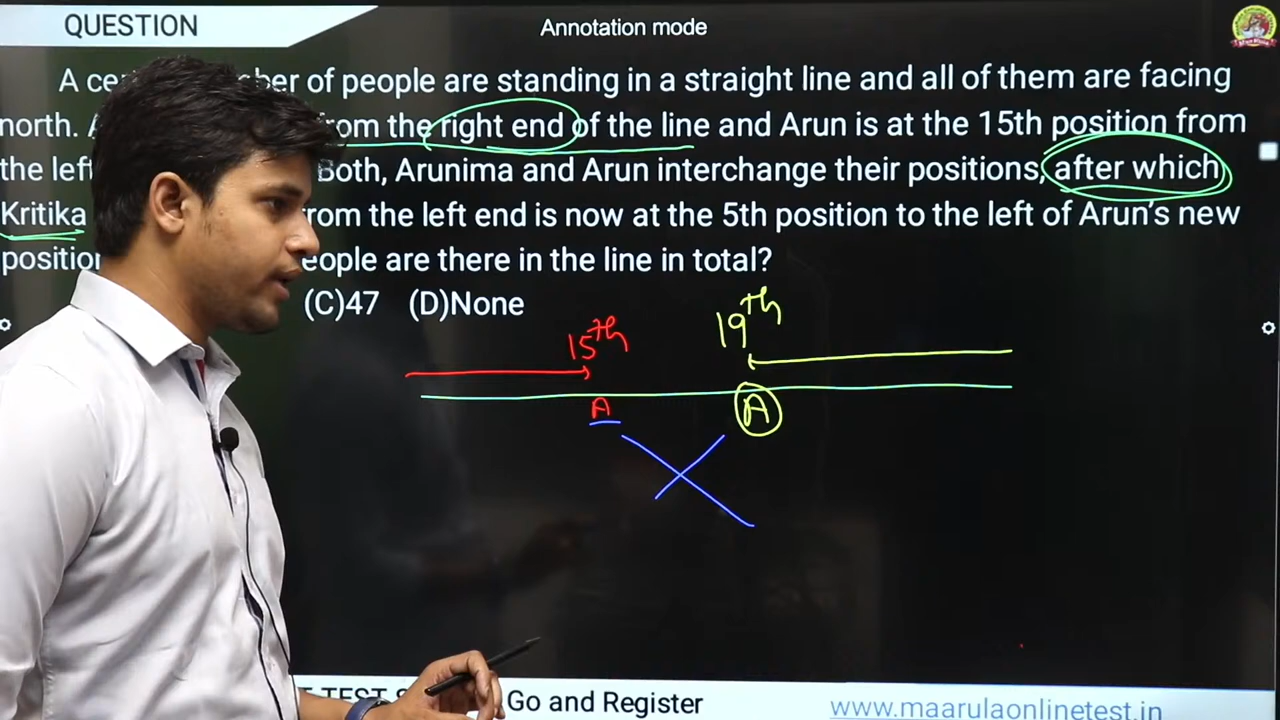 QUESTION
Annotation mode
A ber of people are standing in a straight line and all of them are facing
north. from the right end of the line and Arun is at the 15th position from
the left Both, Arunima and Arun interchange their positions, after which
Kritika from the left end is now at the 5th position to the left of Arun's new
position eople are there in the line in total?
(C)47 (D)None
15th
19th
A
A
TEST Go and Register
www.maarulaonlinetest.in